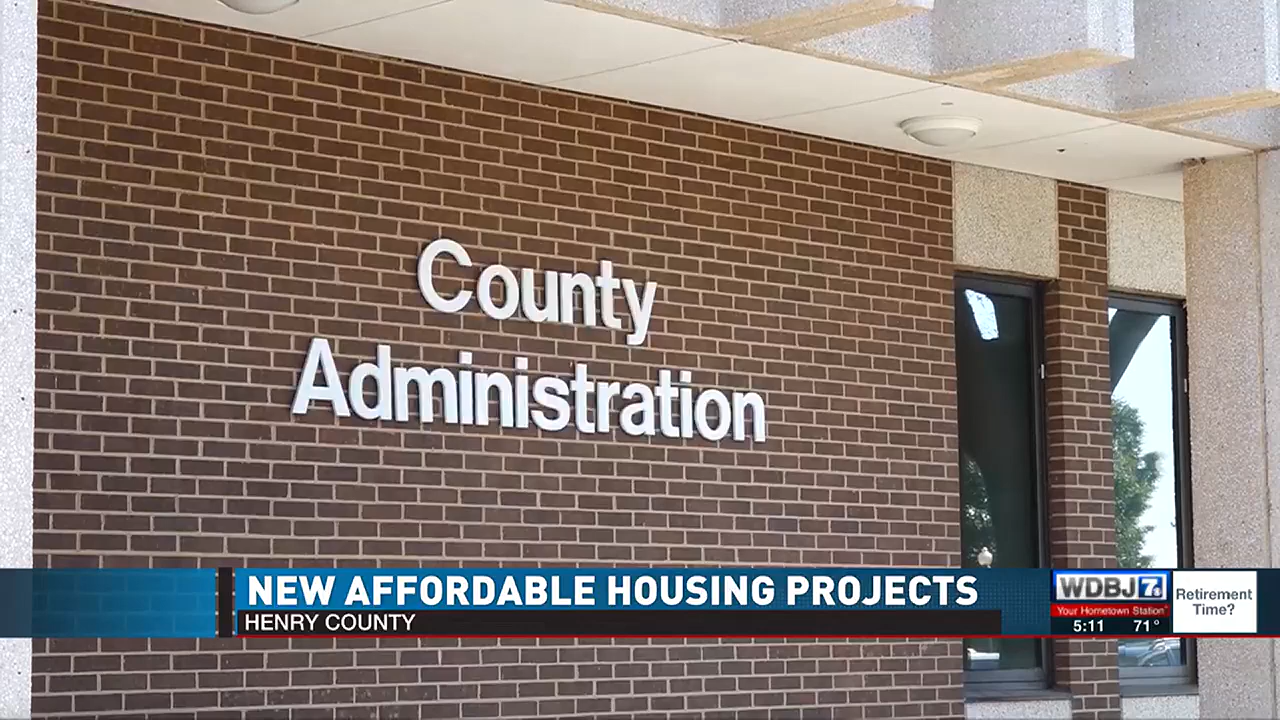 County
Administration
NEW AFFORDABLE HOUSING PROJECTS
HENRY COUNTY
WDBJ7
Your Hometown Station
5:11 71°
Retirement
Time?